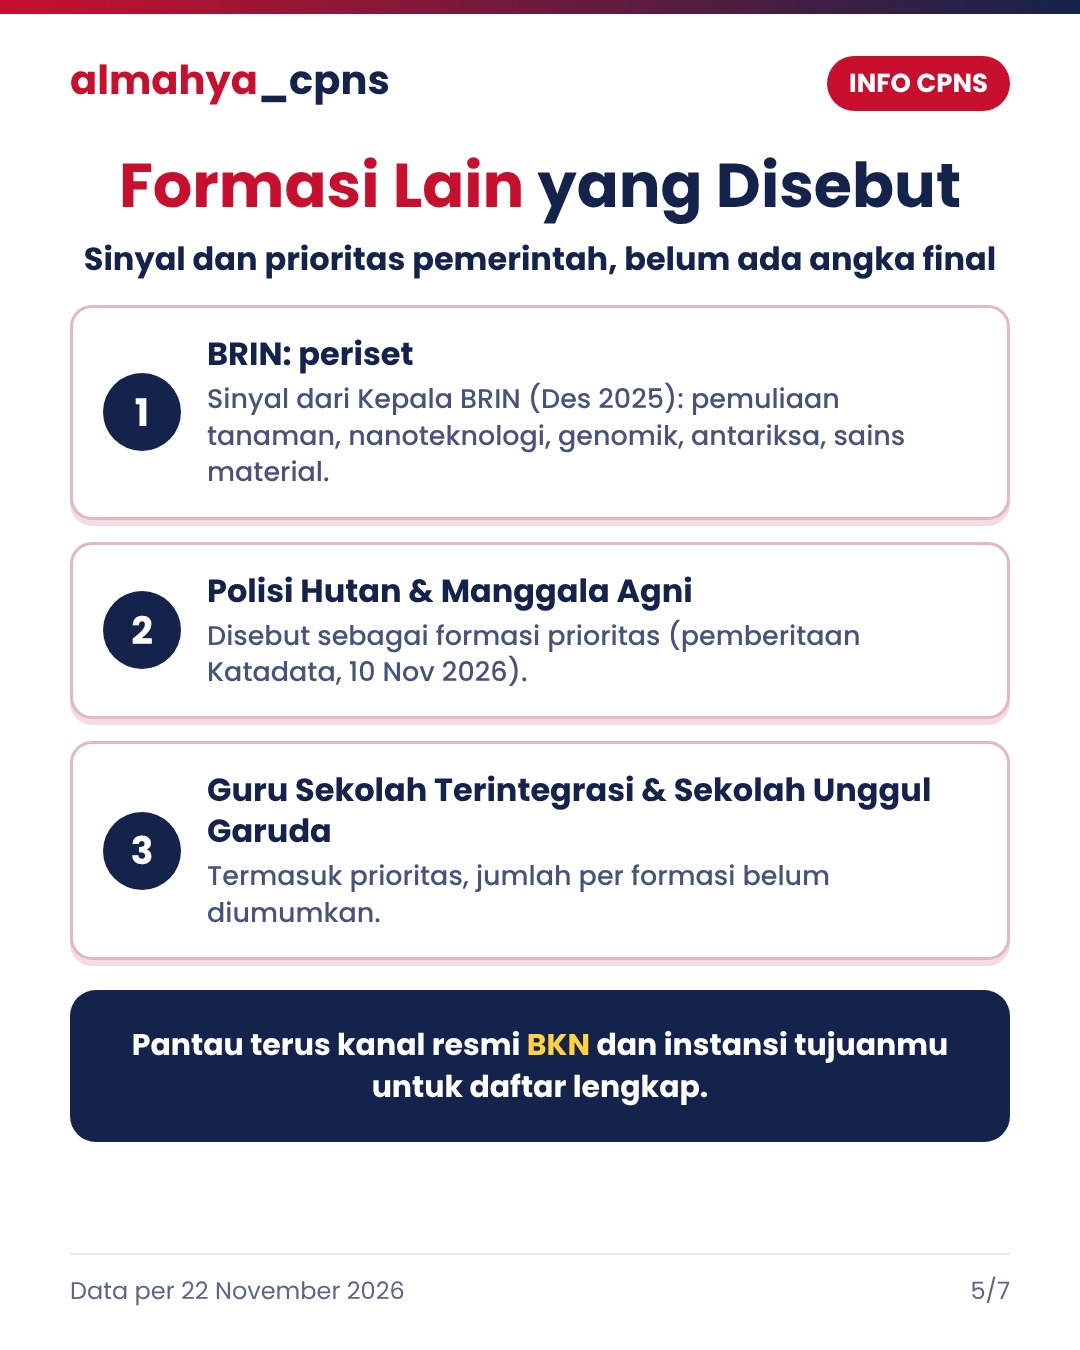 almahya_cpns
INFO CPNS
Formasi Lain yang Disebut
Sinyal dan prioritas pemerintah, belum ada angka final
1
BRIN: periset
Sinyal dari Kepala BRIN (Des 2025): pemuliaan
tanaman, nanoteknologi, genomik, antariksa, sains
material.
2
Polisi Hutan & Manggala Agni
Disebut sebagai formasi prioritas (pemberitaan
Katadata, 10 Nov 2026).
3
Guru Sekolah Terintegrasi & Sekolah Unggul
Garuda
Termasuk prioritas, jumlah per formasi belum
diumumkan.
Pantau terus kanal resmi BKN dan instansi tujuanmu
untuk daftar lengkap.
Data per 22 November 2026
5/7